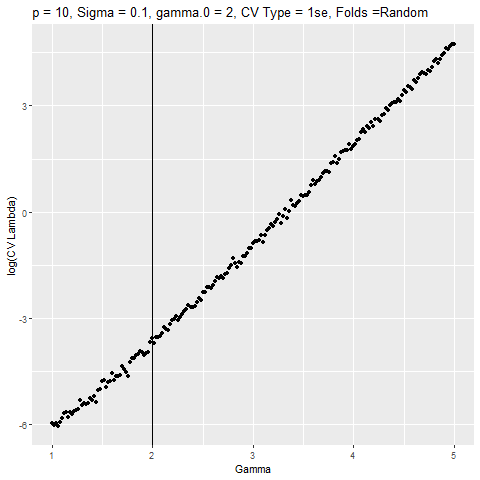 p = 10, Sigma = 0.1, gamma.0 = 2, CV Type = 1se, Folds =Random
3
0
-3
-6
log(CV Lambda)
1 2 3 4 5
Gamma